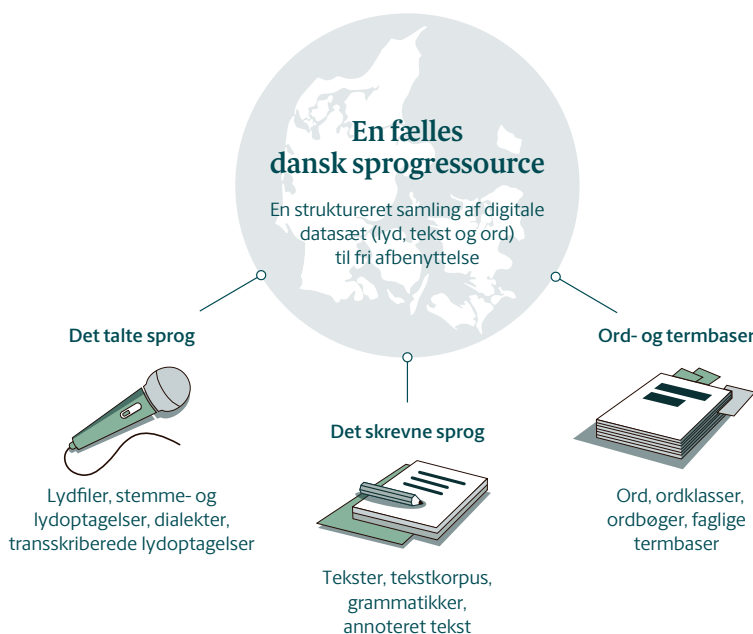 En fælles
dansk sprogressource
En struktureret samling af digitale
datasæt (lyd, tekst og ord)
til fri afbenyttelse
Det talte sprog
Lydfiler, stemme- og
lydoptagelser, dialekter,
transskriberede lydoptagelser
Det skrevne sprog
Tekster, tekstkorpus,
grammatikker,
annoteret tekst
Ord- og termbaser
Ord, ordklasser,
ordbøger, faglige
termbaser